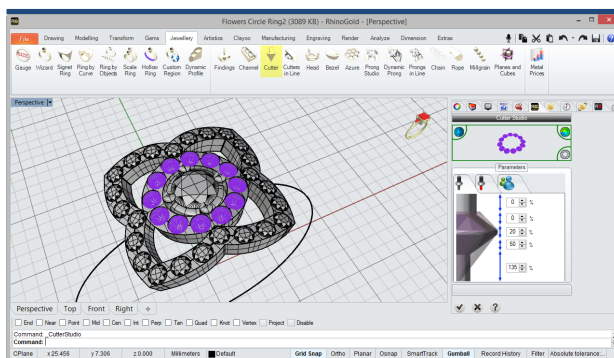 Flowers Circle Ring2 (3089 KB) - RhinoGold - [Perspective]
File Drawing Modelling Transform Gems Jewellery Artistics Clayoo Manufacturing Engraving Render Analyze Dimension Extras
Gauge Wizard Signet Ring Ring by Curve Ring by Objects Scale Ring Hollow Ring Custom Region Dynamic Profile Findings Channel Cutter Cutters in Line Head Bezel Azure Prong Studio Dynamic Prong Prongs in Line Chain Rope Millgrain Planes and Cubes Metal Prices
Perspective
Cutter Studio
Parameters
0 %
0 %
20 %
50 %
135 %
Perspective Top Front Right
End Near Point Mid Cen Int Perp Tan Quad Knot Vertex Project Disable
Command: _CutterStudio
Command:
CPlane x 25.456 y 7.306 z 0.000 Millimeters Default Grid Snap Ortho Planar Osnap SmartTrack Gumball Record History Filter Absolute tolerance:...